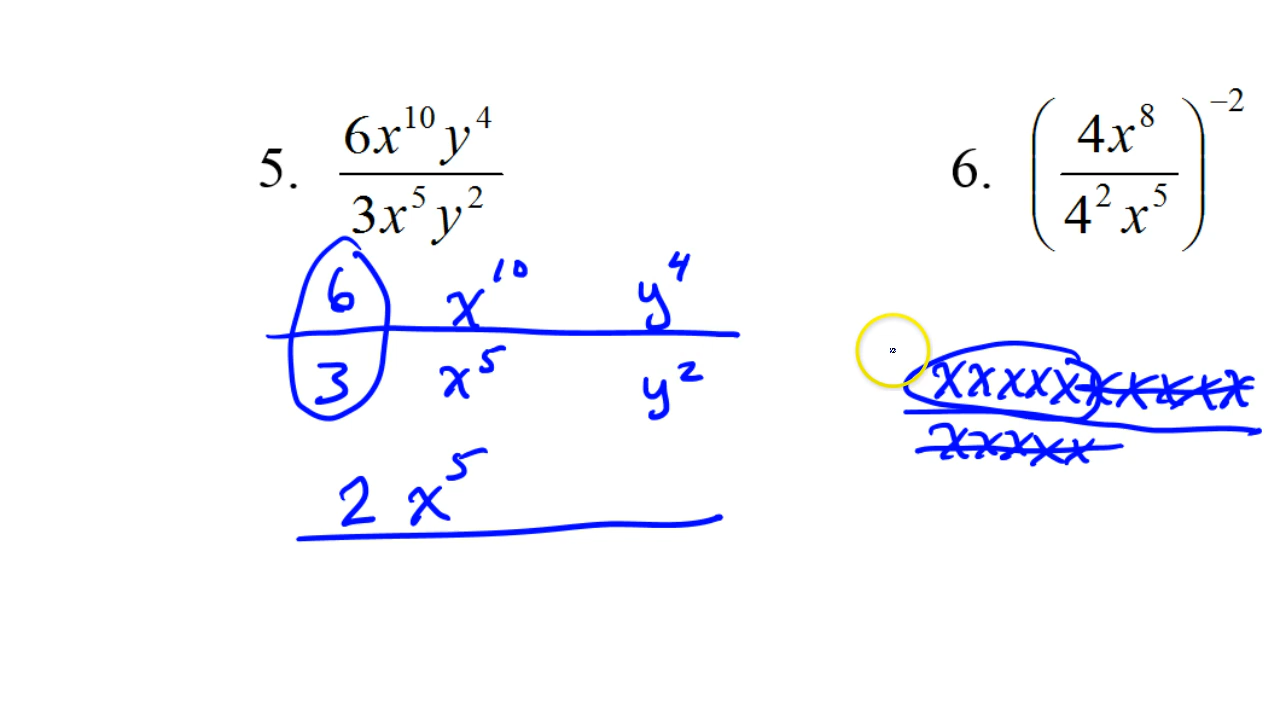 5. 6x^10 y^4 / 3x^5 y^2
6. (4x^8 / 4^2 x^5)^-2
6 x^10 y^4
3 x^5 y^2
xxxxxxxxxx
xxxxx
2 x^5